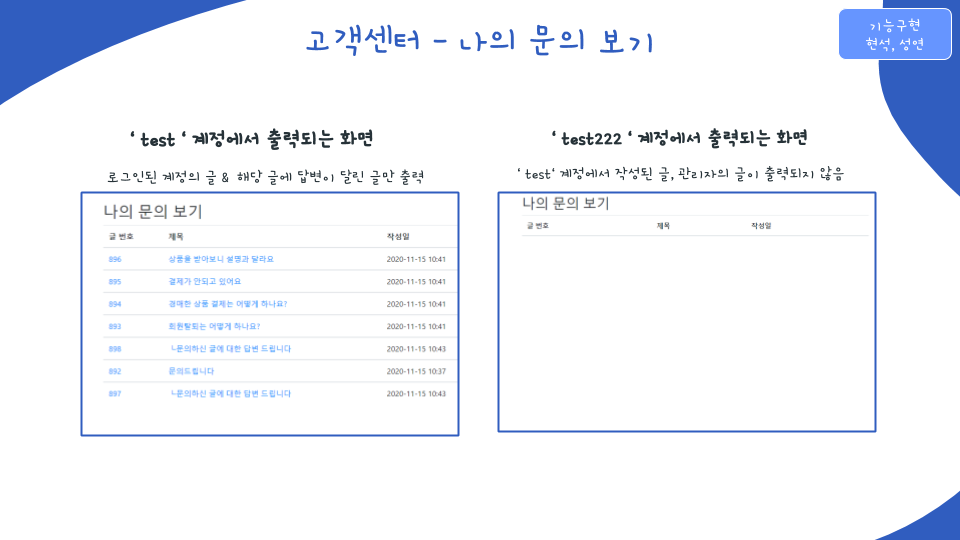 고객센터 - 나의 문의 보기
기능구현
현석, 성연
‘ test ‘ 계정에서 출력되는 화면
로그인된 계정의 글 & 해당 글에 답변이 달린 글만 출력
나의 문의 보기
글 번호 제목 작성일
896 상품을 받아보니 설명과 달라요 2020-11-15 10:41
895 결제가 안되고 있어요 2020-11-15 10:41
894 경매한 상품 결제는 어떻게 하나요? 2020-11-15 10:41
893 회원탈퇴는 어떻게 하나요? 2020-11-15 10:41
898 ㄴ문의하신 글에 대한 답변 드립니다 2020-11-15 10:43
892 문의드립니다 2020-11-15 10:37
897 ㄴ문의하신 글에 대한 답변 드립니다 2020-11-15 10:43
‘ test222 ‘ 계정에서 출력되는 화면
‘ test‘ 계정에서 작성된 글, 관리자의 글이 출력되지 않음
나의 문의 보기
글 번호 제목 작성일